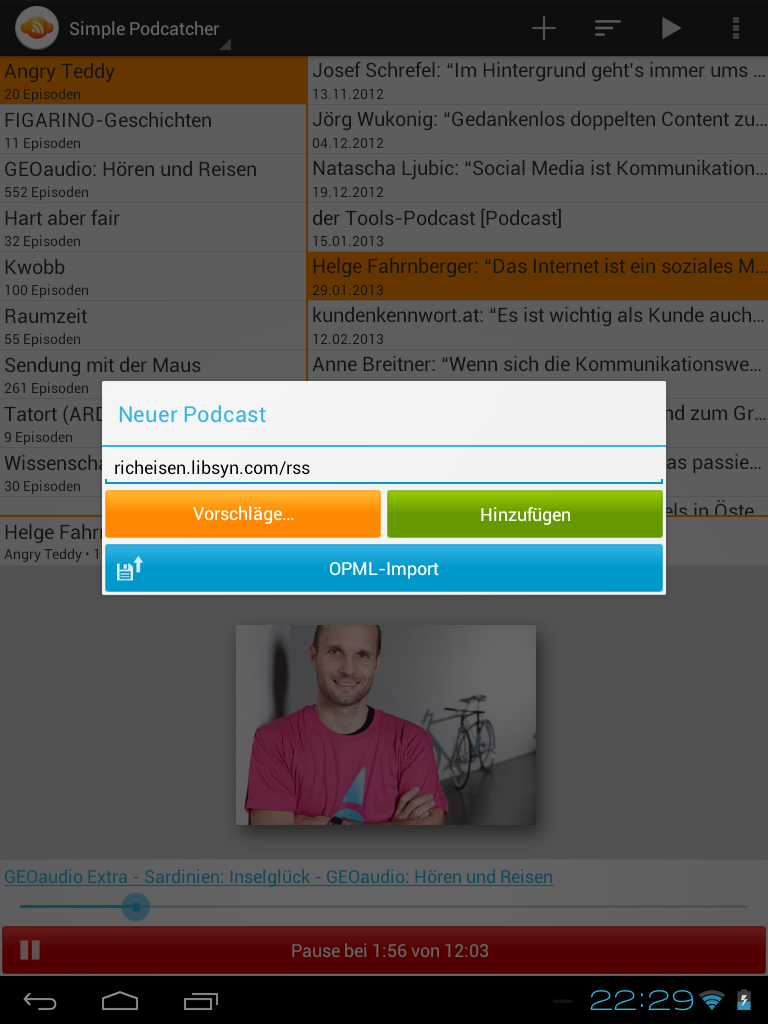 Simple Podcatcher
Angry Teddy
20 Episoden
FIGARINO-Geschichten
11 Episoden
GEOaudio: Hören und Reisen
552 Episoden
Hart aber fair
32 Episoden
Kwobb
100 Episoden
Raumzeit
55 Episoden
Sendung mit der Maus
261 Episoden
Tatort (ARD
9 Episoden
Wissenscha
30 Episoden
Josef Schrefel: “Im Hintergrund geht’s immer ums ...
13.11.2012
Jörg Wukonig: “Gedankenlos doppelten Content zu...
04.12.2012
Natascha Ljubic: “Social Media ist Kommunikation...
19.12.2012
der Tools-Podcast [Podcast]
15.01.2013
Helge Fahrnberger: “Das Internet ist ein soziales M...
29.01.2013
kundenkennwort.at: “Es ist wichtig als Kunde auch...
12.02.2013
Anne Breitner: “Wenn sich die Kommunikationswe...
nd zum Gr...
as passie...
els in Öste...
Neuer Podcast
richeisen.libsyn.com/rss
Vorschläge...
Hinzufügen
OPML-Import
Helge Fahrn
Angry Teddy • 1
GEOaudio Extra - Sardinien: Inselglück - GEOaudio: Hören und Reisen
Pause bei 1:56 von 12:03
22:29